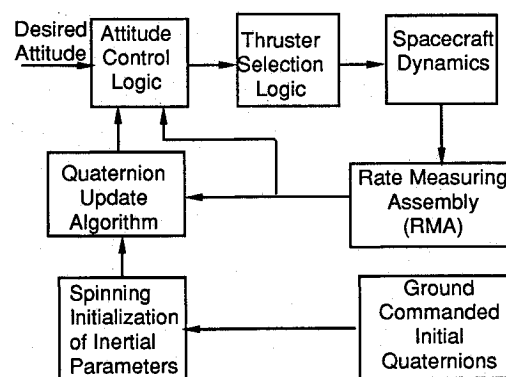 Desired
Attitude
Attitude
Control
Logic
Thruster
Selection
Logic
Spacecraft
Dynamics
Quaternion
Update
Algorithm
Rate Measuring
Assembly
(RMA)
Spinning
Initialization
of Inertial
Parameters
Ground
Commanded
Initial
Quaternions